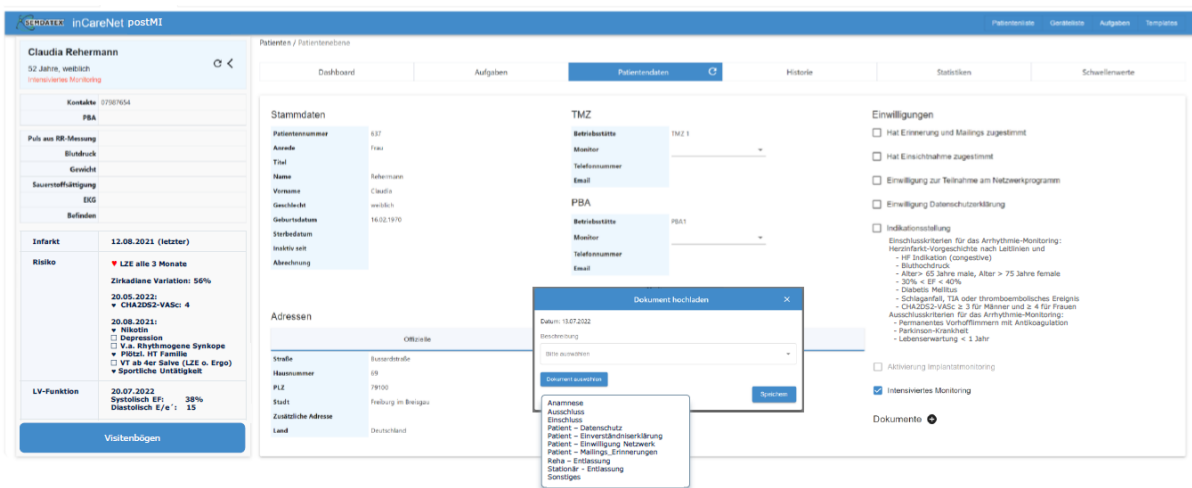 SEMDATEX inCareNet postMI
Patientenliste Geräteliste Aufgaben Templates
Claudia Rehermann
52 Jahre, weiblich
Intensiviertes Monitoring
Kontakte 07987654
PBA
Puls aus RR-Messung
Blutdruck
Gewicht
Sauerstoffsättigung
EKG
Befinden
Infarkt 12.08.2021 (letzter)
Risiko ♥ LZE alle 3 Monate
Zirkadiane Variation: 56%
20.05.2022:
♥ CHA2DS2-VASc: 4
20.08.2021:
♥ Nikotin
☐ Depression
☐ V.a. Rhythmogene Synkope
♥ Plötzl. HT Familie
☐ VT ab 4er Salve (LZE o. Ergo)
♥ Sportliche Untätigkeit
LV-Funktion 20.07.2022
Systolisch EF: 38%
Diastolisch E/e´: 15
Visitenbögen
Patienten / Patientenebene
Dashboard Aufgaben Patientendaten Historie Statistiken Schwellenwerte
Stammdaten
Patientennummer 637
Anrede Frau
Titel
Name Rehermann
Vorname Claudia
Geschlecht weiblich
Geburtsdatum 16.02.1970
Sterbedatum
Inaktiv seit
Abrechnung
Adressen
Offizielle
Straße Bussardstraße
Hausnummer 69
PLZ 79100
Stadt Freiburg im Breisgau
Zusätzliche Adresse
Land Deutschland
TMZ
Betriebsstätte TMZ 1
Monitor
Telefonnummer
Email
PBA
Betriebsstätte PBA1
Monitor
Telefonnummer
Email
Dokument hochladen ×
Datum: 13.07.2022
Beschreibung
Bitte auswählen
Dokument auswählen
Speichern
Anamnese
Ausschluss
Einschluss
Patient – Datenschutz
Patient – Einverständniserklärung
Patient – Einwilligung Netzwerk
Patient – Mailings_Erinnerungen
Reha – Entlassung
Stationär - Entlassung
Sonstiges
Einwilligungen
Hat Erinnerung und Mailings zugestimmt
Hat Einsichtnahme zugestimmt
Einwilligung zur Teilnahme am Netzwerkprogramm
Einwilligung Datenschutzerklärung
Indikationsstellung
Einschlusskriterien für das Arrhythmie-Monitoring:
Herzinfarkt-Vorgeschichte nach Leitlinien und
- HF Indikation (congestive)
- Bluthochdruck
- Alter> 65 Jahre male, Alter > 75 Jahre female
- 30% < EF < 40%
- Diabetis Mellitus
- Schlaganfall, TIA oder thromboembolisches Ereignis
- CHA2DS2-VASc ≥ 3 für Männer und ≥ 4 für Frauen
Ausschlusskriterien für das Arrhythmie-Monitoring:
- Permanentes Vorhofflimmern mit Antikoagulation
- Parkinson-Krankheit
- Lebenserwartung < 1 Jahr
Aktivierung Implantatmonitoring
Intensiviertes Monitoring
Dokumente